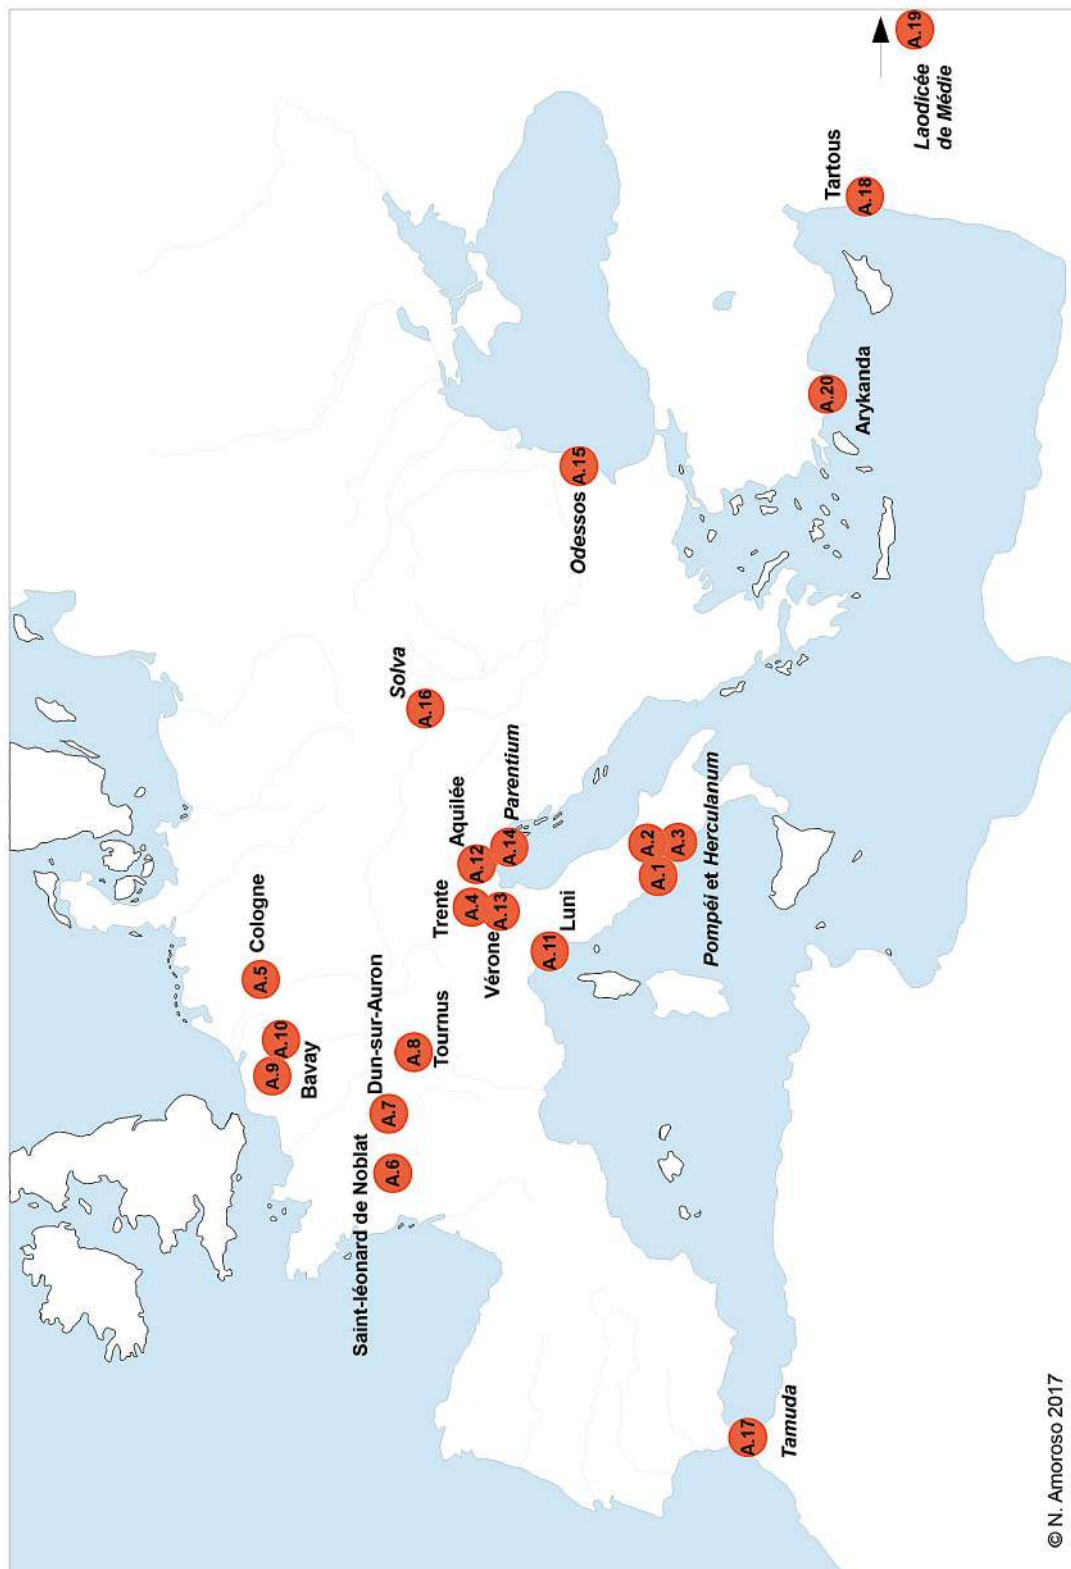 Cologne
A.5
A.9
A.10
Bavay
Saint-léonard de Noblat
Dun-sur-Auron
A.6
A.7
A.8
Tournus
Solva
A.16
Trente
Aquilée
A.4
A.12
Vérone
A.13
A.14
Parentium
A.11
Luni
Odessos
A.15
A.1
A.2
A.3
Pompéi et Herculanum
A.17
Tamuda
A.20
Arykanda
Tartous
A.18
A.19
Laodicée
de Médie
© N. Amoroso 2017